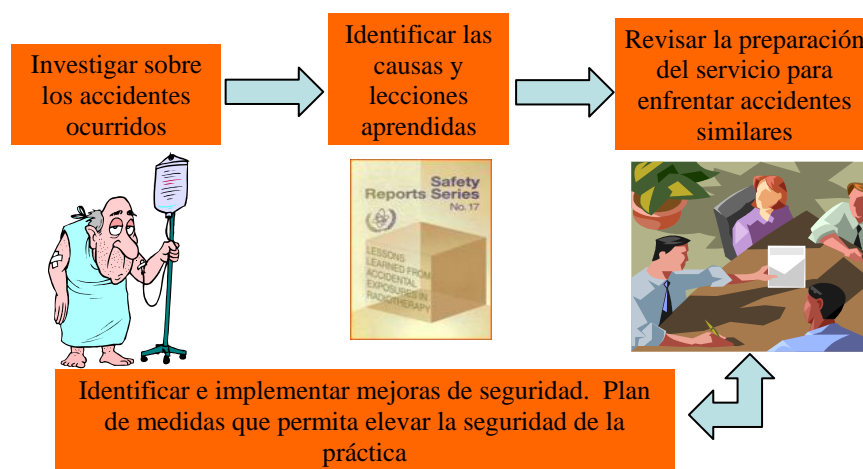 Investigar sobre
los accidentes
ocurridos
Identificar las
causas y
lecciones
aprendidas
Revisar la preparación
del servicio para
enfrentar accidentes
similares
Safety
Reports Series
No. 17
LESSONS
LEARNED FROM
ACCIDENTAL
EXPOSURES IN
RADIOTHERAPY
Identificar e implementar mejoras de seguridad. Plan
de medidas que permita elevar la seguridad de la
práctica